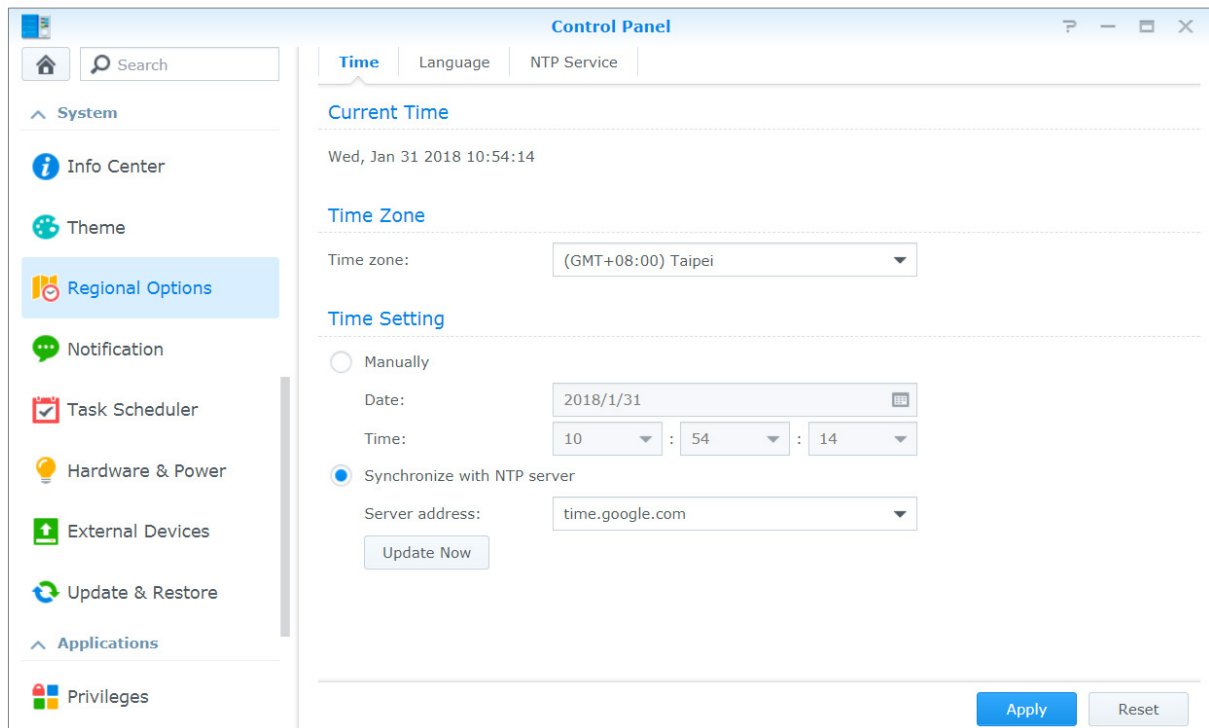 Control Panel
Search
System
Info Center
Theme
Regional Options
Notification
Task Scheduler
Hardware & Power
External Devices
Update & Restore
Applications
Privileges
Time Language NTP Service
Current Time
Wed, Jan 31 2018 10:54:14
Time Zone
Time zone: (GMT+08:00) Taipei
Time Setting
Manually
Date: 2018/1/31
Time: 10 : 54 : 14
Synchronize with NTP server
Server address: time.google.com
Update Now
Apply Reset